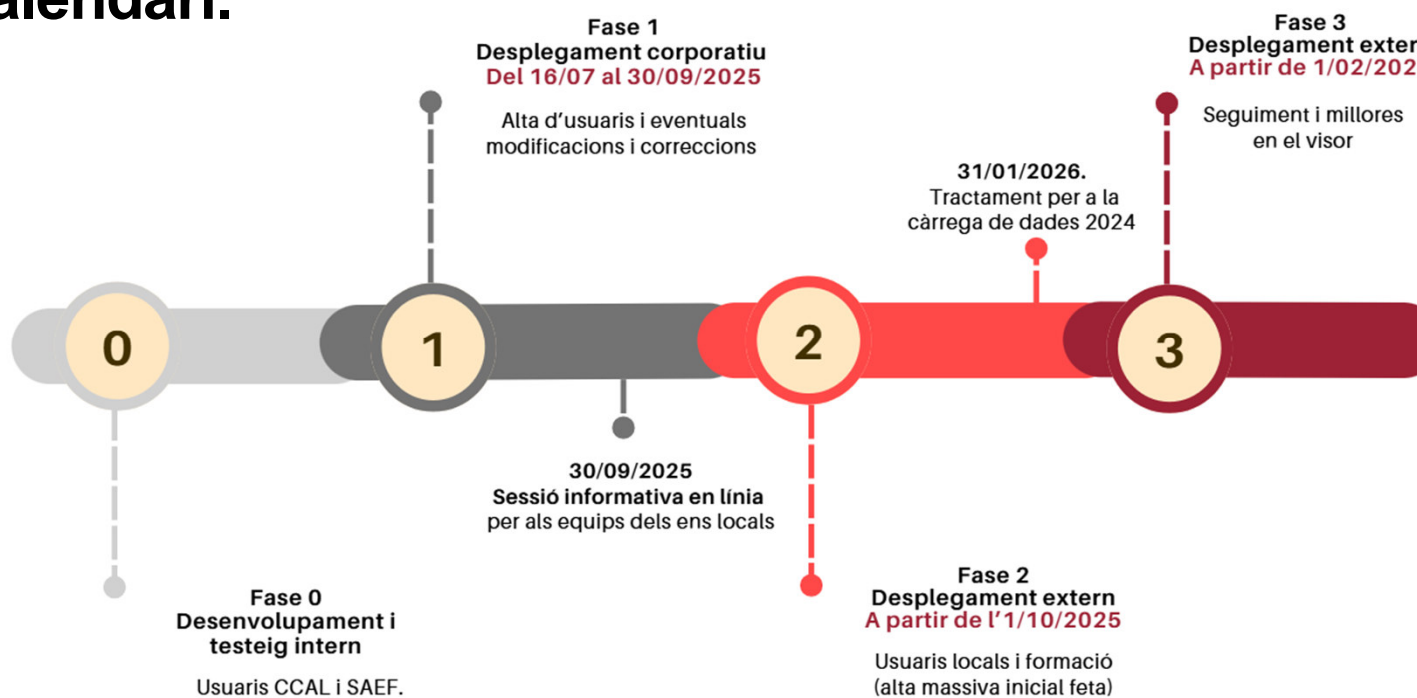 alendari.
Fase 1
Desplegament corporatiu
Del 16/07 al 30/09/2025
Alta d'usuaris i eventuals
modificacions i correccions
Fase 3
Desplegament exter
A partir de 1/02/202
Seguiment i millores
en el visor
31/01/2026.
Tractament per a la
càrrega de dades 2024
0
1
2
3
30/09/2025
Sessió informativa en línia
per als equips dels ens locals
Fase 0
Desenvolupament i
testeig intern
Usuaris CCAL i SAEF.
Fase 2
Desplegament extern
A partir de l'1/10/2025
Usuaris locals i formació
(alta massiva inicial feta)